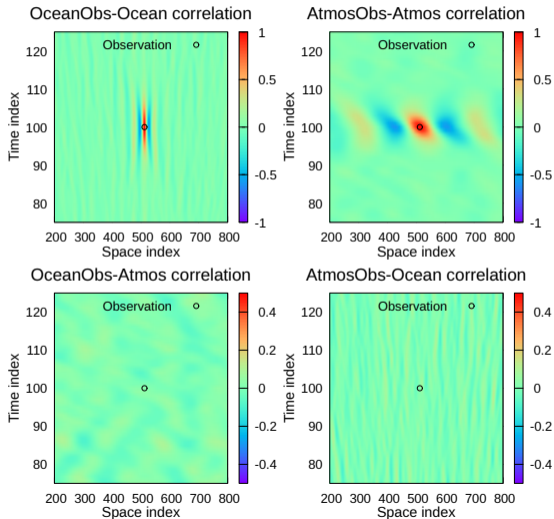 OceanObs-Ocean correlation
120
110
100
90
80
Time index
Observation
200 300 400 500 600 700 800
Space index
1
0.5
0
-0.5
-1
AtmosObs-Atmos correlation
120
110
100
90
80
Time index
Observation
200 300 400 500 600 700 800
Space index
1
0.5
0
-0.5
-1
OceanObs-Atmos correlation
120
110
100
90
80
Time index
Observation
200 300 400 500 600 700 800
Space index
0.4
0.2
0
-0.2
-0.4
AtmosObs-Ocean correlation
120
110
100
90
80
Time index
Observation
200 300 400 500 600 700 800
Space index
0.4
0.2
0
-0.2
-0.4